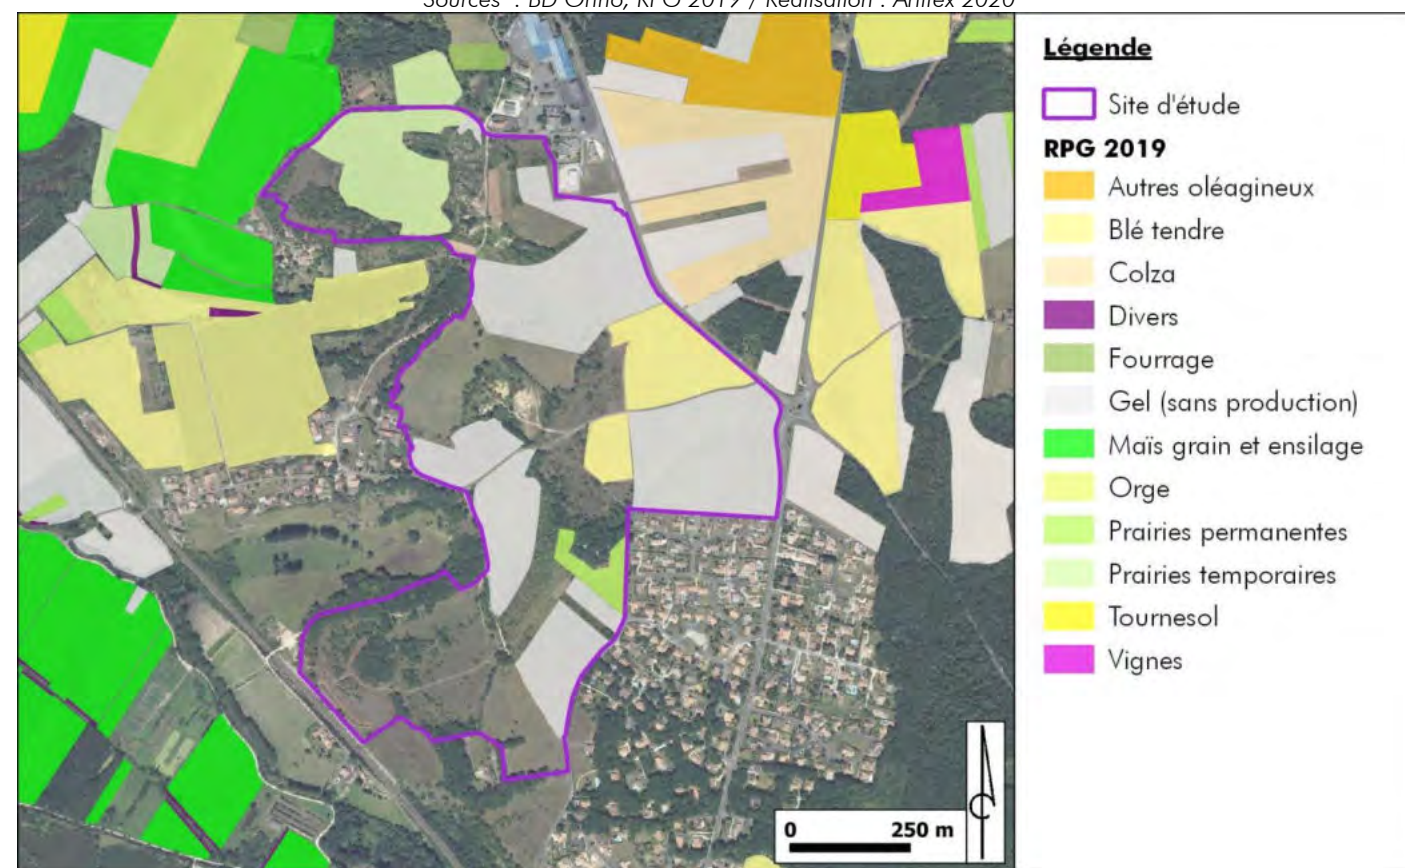 Sources : BD Ortho, RPG 2019 / Réalisation : Artifex 2020
Légende
Site d'étude
RPG 2019
Autres oléagineux
Blé tendre
Colza
Divers
Fourrage
Gel (sans production)
Maïs grain et ensilage
Orge
Prairies permanentes
Prairies temporaires
Tournesol
Vignes
0 250 m